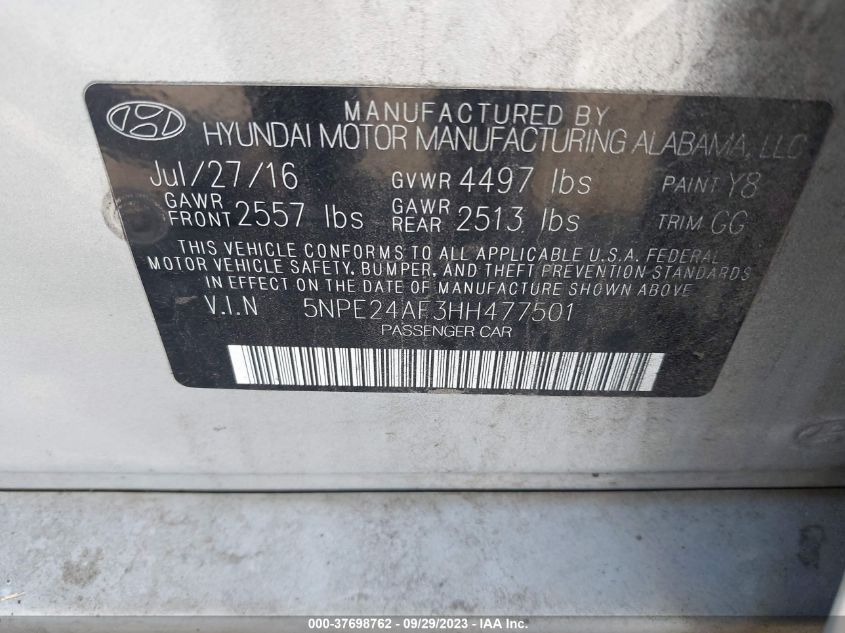 MANUFACTURED BY
HYUNDAI MOTOR MANUFACTURING ALABAMA, LLC
Jul/27/16 GVWR 4497 lbs PAINT Y8
GAWR FRONT 2557 lbs GAWR REAR 2513 lbs TRIM GG
THIS VEHICLE CONFORMS TO ALL APPLICABLE U.S.A. FEDERAL
MOTOR VEHICLE SAFETY, BUMPER, AND THEFT PREVENTION STANDARDS
IN EFFECT ON THE DATE OF MANUFACTURE SHOWN ABOVE
V.I.N 5NPE24AF3HH477501
PASSENGER CAR
000-37698762 - 09/29/2023 - IAA Inc.